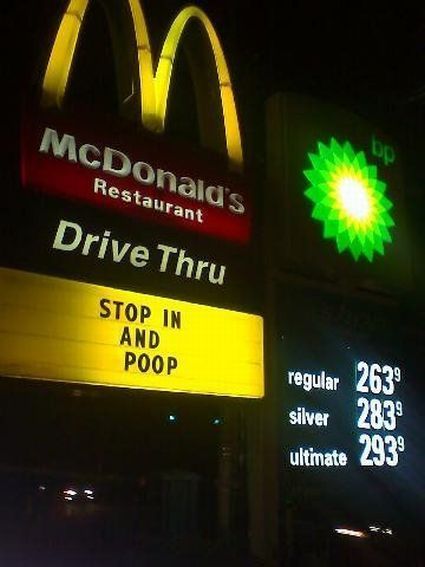 McDonald's
Restaurant
Drive Thru
STOP IN
AND
POOP
bp
regular 263⁹
silver 283⁹
ultimate 293⁹